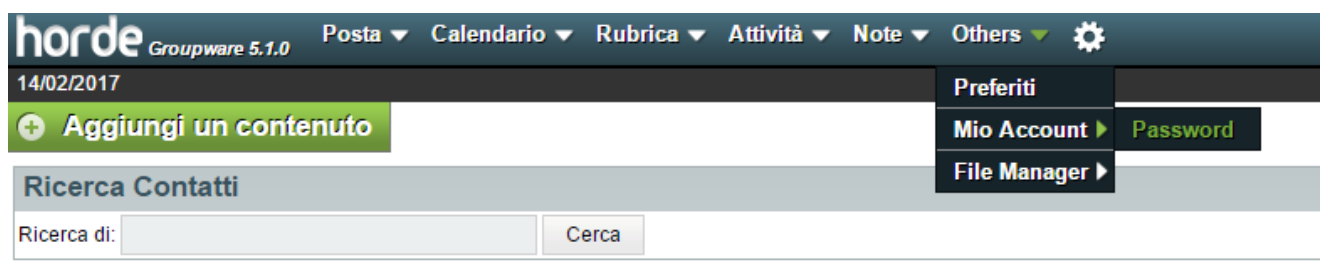 horde Groupware 5.1.0 Posta Calendario Rubrica Attività Note Others
14/02/2017
Preferiti
Aggiungi un contenuto
Mio Account Password
File Manager
Ricerca Contatti
Ricerca di: Cerca